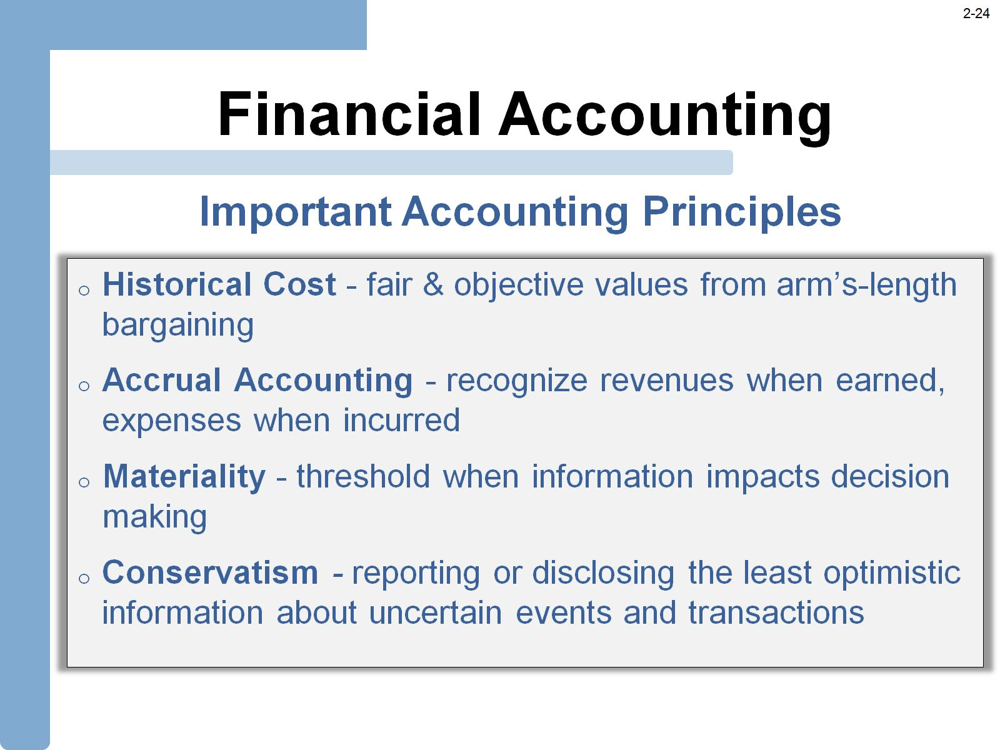 2-24
Financial Accounting
Important Accounting Principles
o Historical Cost - fair & objective values from arm’s-length
bargaining
o Accrual Accounting - recognize revenues when earned,
expenses when incurred
o Materiality - threshold when information impacts decision
making
o Conservatism - reporting or disclosing the least optimistic
information about uncertain events and transactions